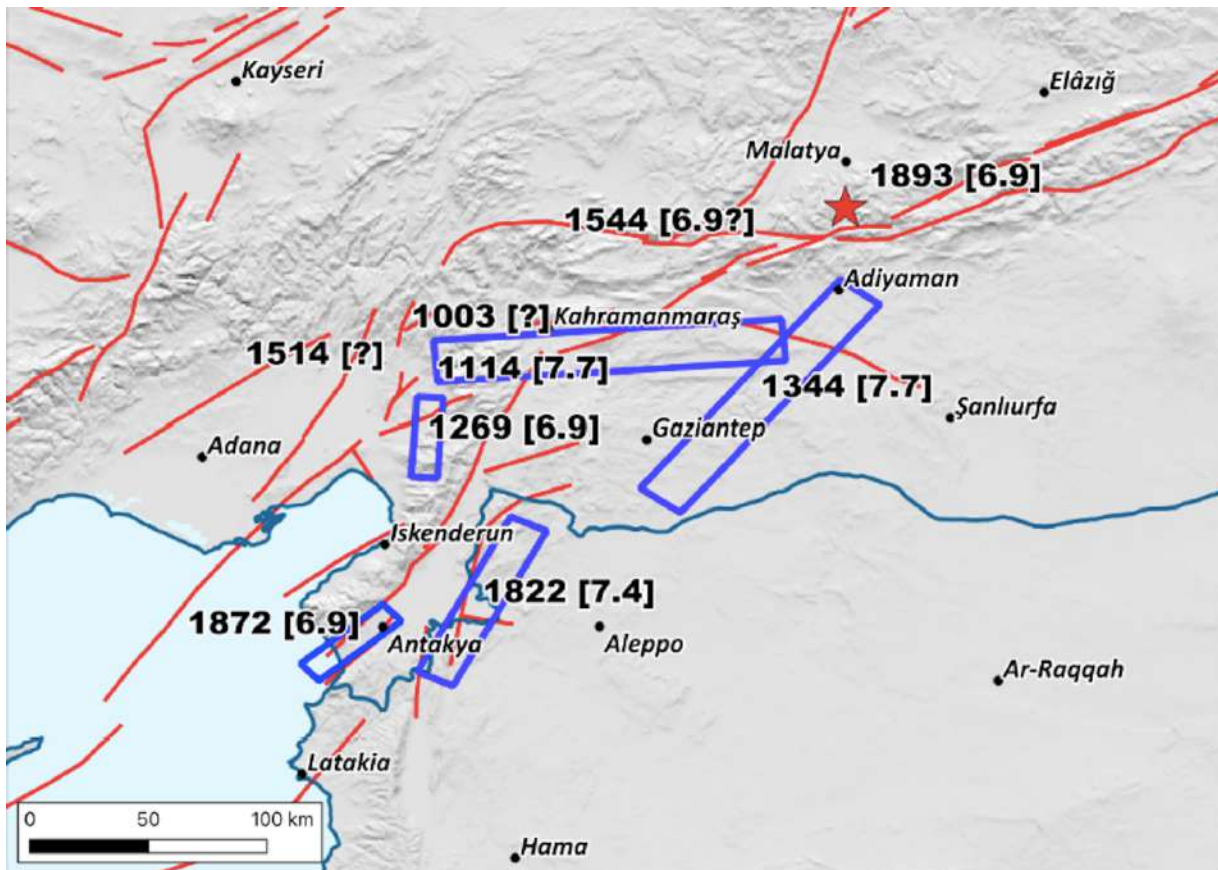 Kayseri
Elâzığ
Malatya
1893 [6.9]
1544 [6.9?]
Adiyaman
1003 [?]
Kahramanmaraş
1514 [?]
1114 [7.7]
1344 [7.7]
Şanlıurfa
1269 [6.9]
Gaziantep
Adana
Iskenderun
1822 [7.4]
1872 [6.9]
Antakya
Aleppo
Ar-Raqqah
Latakia
0 50 100 km
Hama